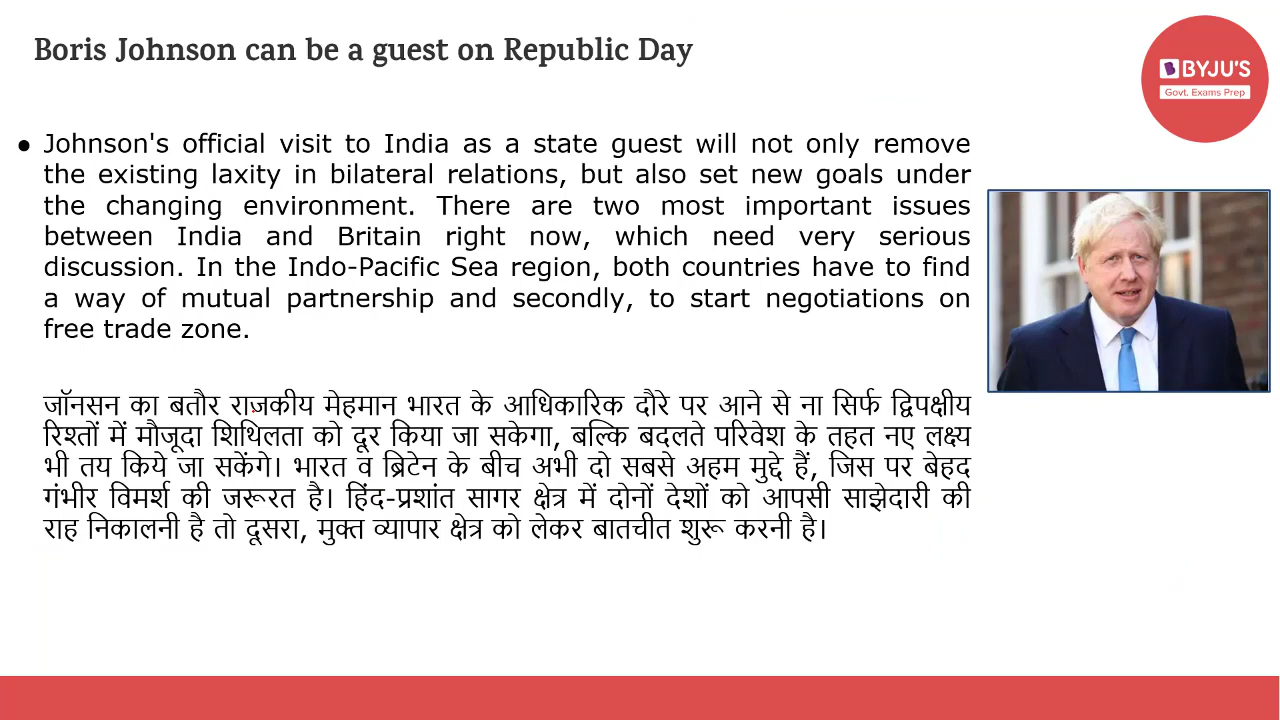 Boris Johnson can be a guest on Republic Day
BYJU'S
Govt. Exams Prep
● Johnson's official visit to India as a state guest will not only remove
the existing laxity in bilateral relations, but also set new goals under
the changing environment. There are two most important issues
between India and Britain right now, which need very serious
discussion. In the Indo-Pacific Sea region, both countries have to find
a way of mutual partnership and secondly, to start negotiations on
free trade zone.
जॉनसन का बतौर राजकीय मेहमान भारत के आधिकारिक दौरे पर आने से ना सिर्फ द्विपक्षीय
रिश्तों में मौजूदा शिथिलता को दूर किया जा सकेगा, बल्कि बदलते परिवेश के तहत नए लक्ष्य
भी तय किये जा सकेंगे। भारत व ब्रिटेन के बीच अभी दो सबसे अहम मुद्दे हैं, जिस पर बेहद
गंभीर विमर्श की जरूरत है। हिंद-प्रशांत सागर क्षेत्र में दोनों देशों को आपसी साझेदारी की
राह निकालनी है तो दूसरा, मुक्त व्यापार क्षेत्र को लेकर बातचीत शुरू करनी है।